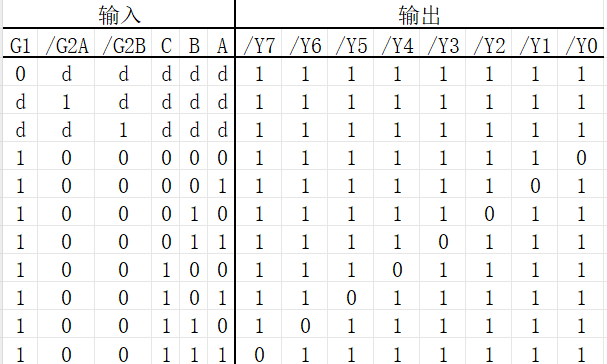 输入 输出
G1 /G2A /G2B C B A /Y7 /Y6 /Y5 /Y4 /Y3 /Y2 /Y1 /Y0
0 d d d d d 1 1 1 1 1 1 1 1
d 1 d d d d 1 1 1 1 1 1 1 1
d d 1 d d d 1 1 1 1 1 1 1 1
1 0 0 0 0 0 1 1 1 1 1 1 1 0
1 0 0 0 0 1 1 1 1 1 1 1 0 1
1 0 0 0 1 0 1 1 1 1 1 0 1 1
1 0 0 0 1 1 1 1 1 1 0 1 1 1
1 0 0 1 0 0 1 1 1 0 1 1 1 1
1 0 0 1 0 1 1 1 0 1 1 1 1 1
1 0 0 1 1 0 1 0 1 1 1 1 1 1
1 0 0 1 1 1 0 1 1 1 1 1 1 1